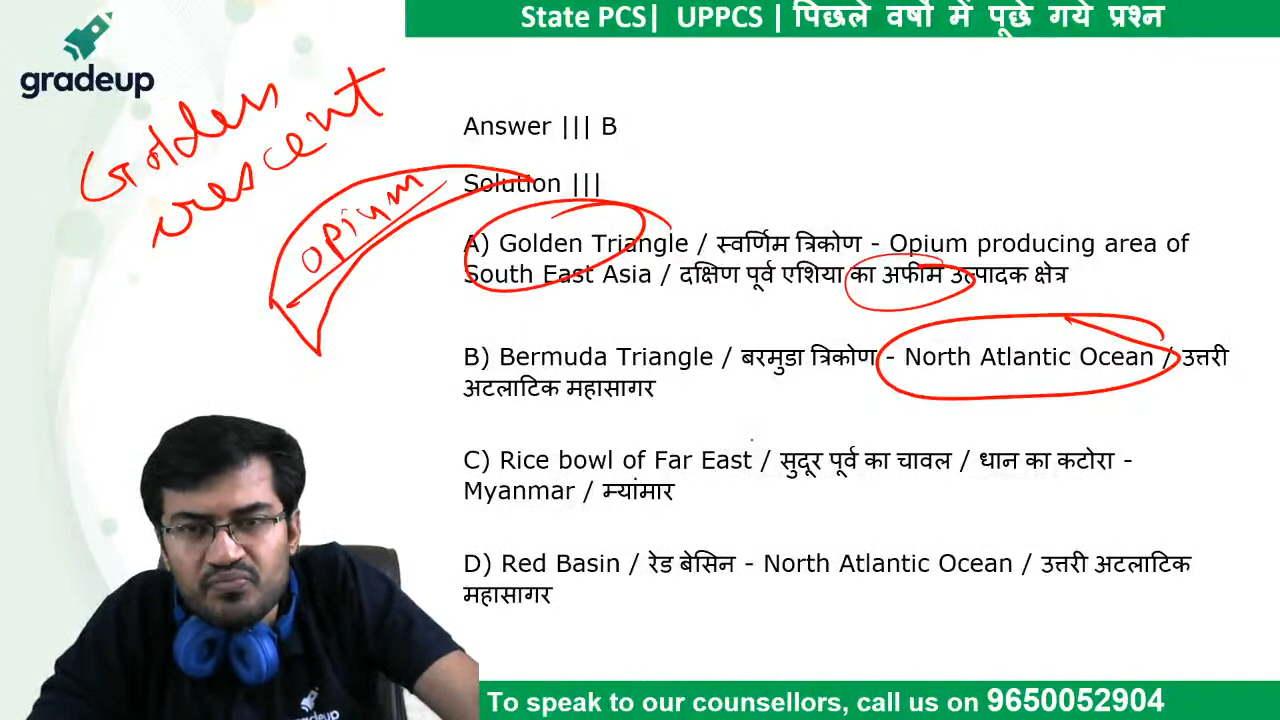 State PCS| UPPCS | पिछले वर्षो में पूछे गये प्रश्न
gradeup
Golden
crescent
opium
Answer ||| B
Solution |||
A) Golden Triangle / स्वर्णिम त्रिकोण - Opium producing area of
South East Asia / दक्षिण पूर्व एशिया का अफीम उत्पादक क्षेत्र
B) Bermuda Triangle / बरमुडा त्रिकोण - North Atlantic Ocean / उत्तरी
अटलाटिक महासागर
C) Rice bowl of Far East / सुदूर पूर्व का चावल / धान का कटोरा -
Myanmar / म्यांमार
D) Red Basin / रेड बेसिन - North Atlantic Ocean / उत्तरी अटलाटिक
महासागर
gradeup
To speak to our counsellors, call us on 9650052904